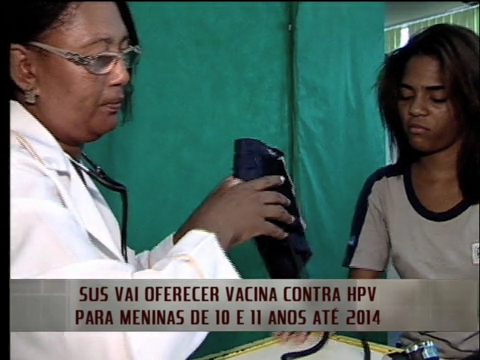 SUS VAI OFERECER VACINA CONTRA HPV
PARA MENINAS DE 10 E 11 ANOS ATÉ 2014